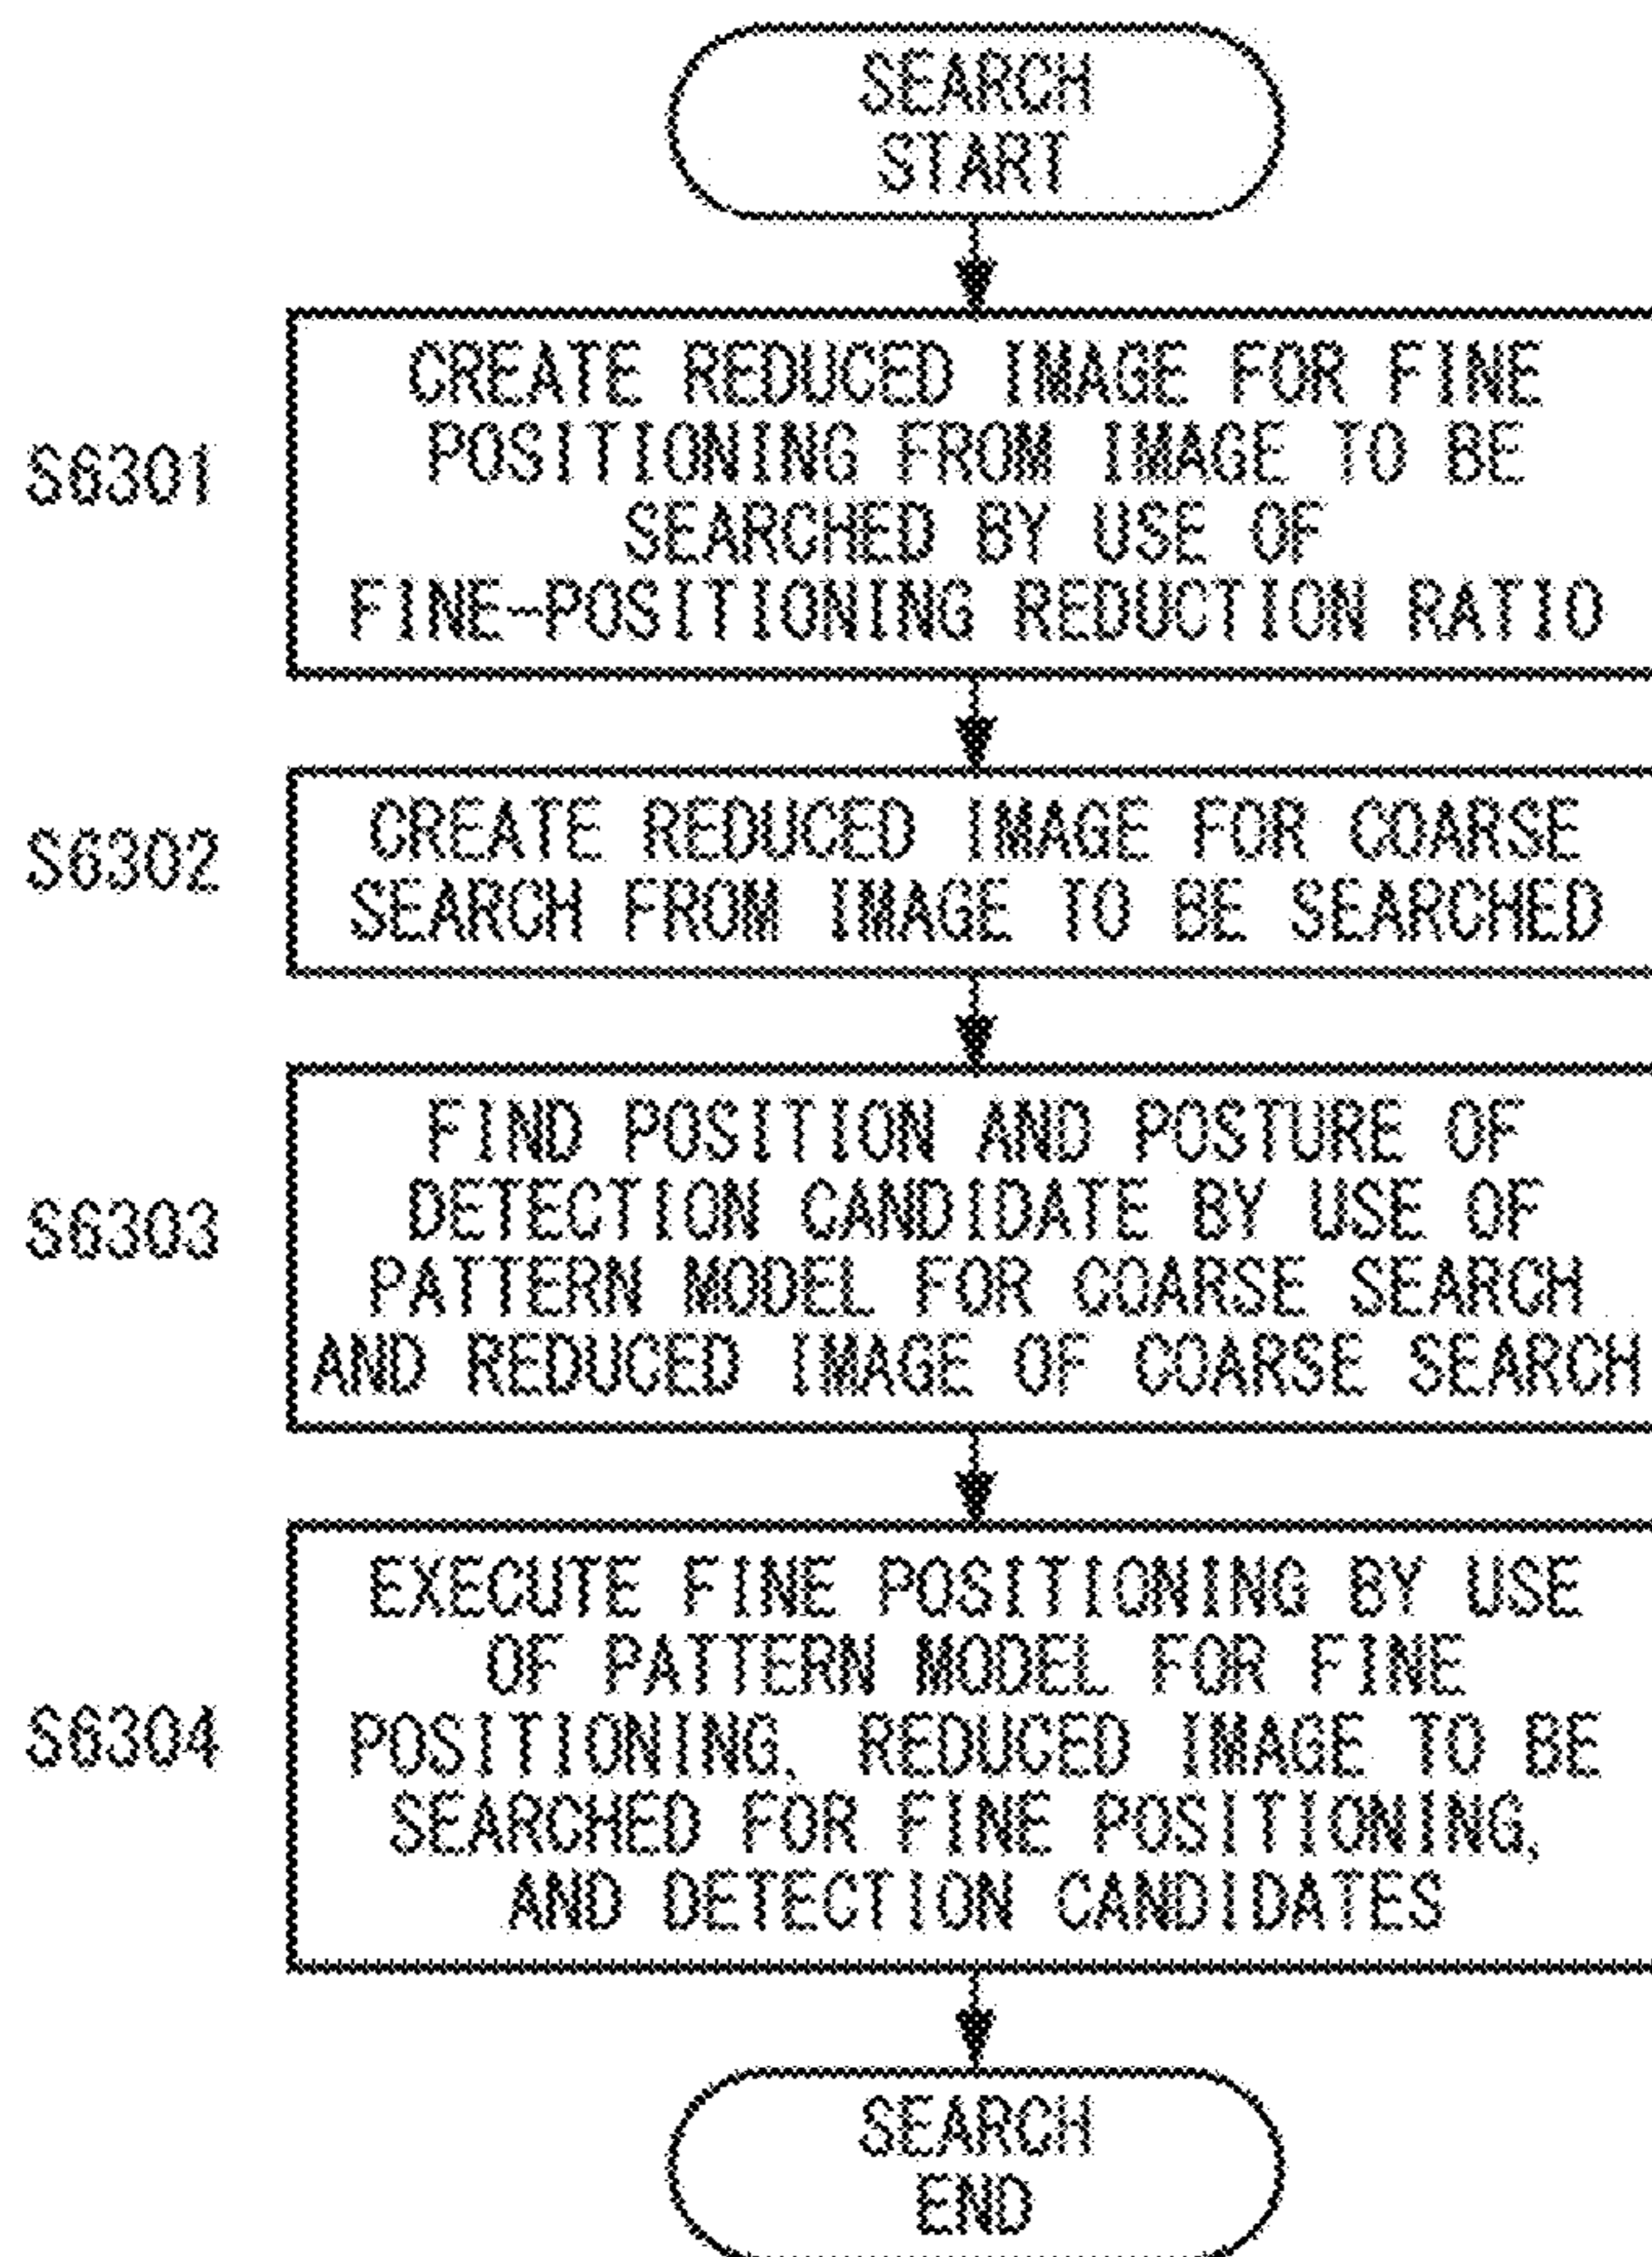 SEARCH
START
S6301
CREATE REDUCED IMAGE FOR FINE
POSITIONING FROM IMAGE TO BE
SEARCHED BY USE OF
FINE-POSITIONING REDUCTION RATIO
S6302
CREATE REDUCED IMAGE FOR COARSE
SEARCH FROM IMAGE TO BE SEARCHED
S6303
FIND POSITION AND POSTURE OF
DETECTION CANDIDATE BY USE OF
PATTERN MODEL FOR COARSE SEARCH
AND REDUCED IMAGE OF COARSE SEARCH
S6304
EXECUTE FINE POSITIONING BY USE
OF PATTERN MODEL FOR FINE
POSITIONING, REDUCED IMAGE TO BE
SEARCHED FOR FINE POSITIONING,
AND DETECTION CANDIDATES
SEARCH
END